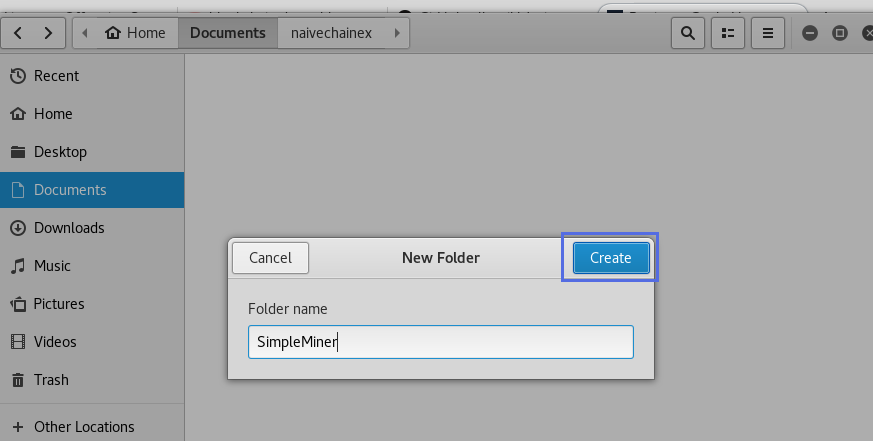 Home Documents naivechainex
Recent
Home
Desktop
Documents
Downloads
Music
Pictures
Videos
Trash
Other Locations
Cancel New Folder Create
Folder name
SimpleMiner